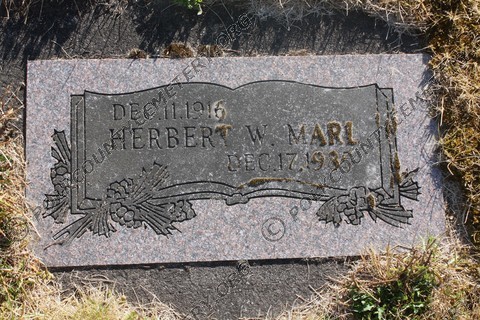 DEC. 11, 1916
HERBERT W. MARL
DEC. 17,